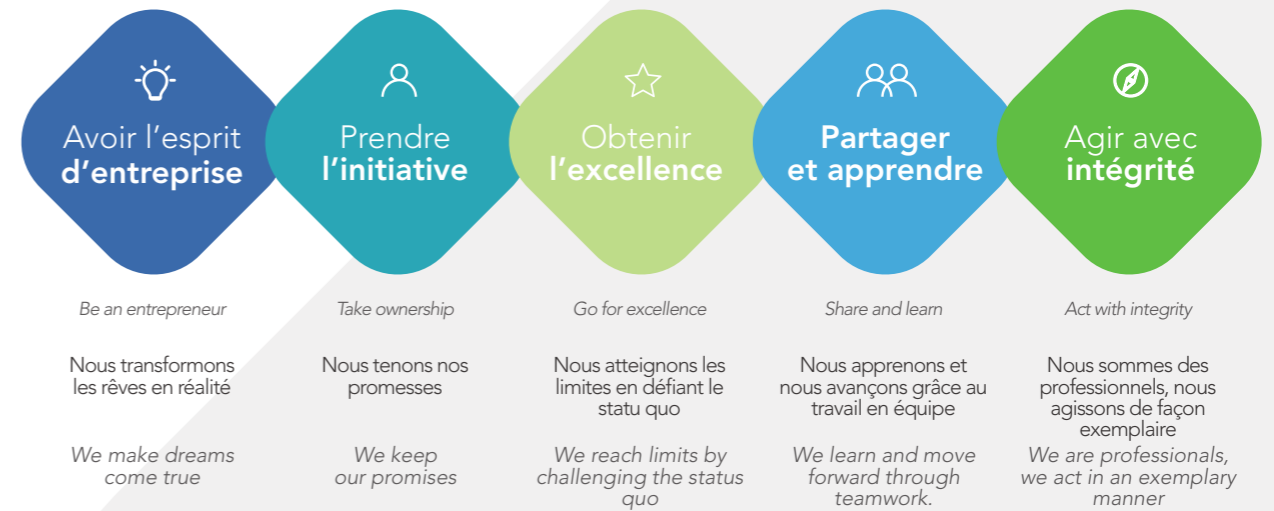 Avoir l'esprit
d'entreprise
Prendre
l'initiative
Obtenir
l'excellence
Partager
et apprendre
Agir avec
intégrité
Be an entrepreneur
Take ownership
Go for excellence
Share and learn
Act with integrity
Nous transformons
les rêves en réalité
Nous tenons nos
promesses
Nous atteignons les
limites en défiant le
statu quo
Nous apprenons et
nous avançons grâce au
travail en équipe
Nous sommes des
professionnels, nous
agissons de façon
exemplaire
We make dreams
come true
We keep
our promises
We reach limits by
challenging the status
quo
We learn and move
forward through
teamwork.
We are professionals,
we act in an exemplary
manner